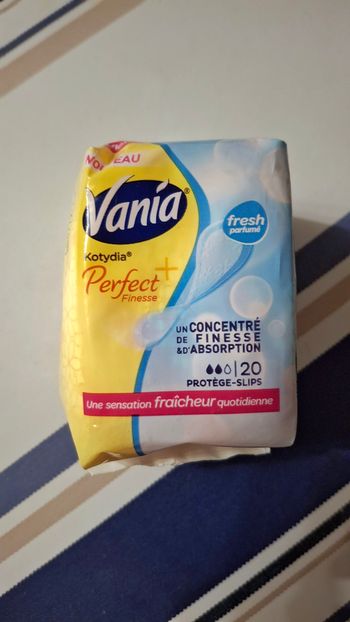 NOUVEAU
Vania®
fresh
parfumé
Kotydia®
Perfect+
Finesse
UN CONCENTRÉ
DE FINESSE
& D'ABSORPTION
20
PROTÈGE-SLIPS
Une sensation fraîcheur quotidienne